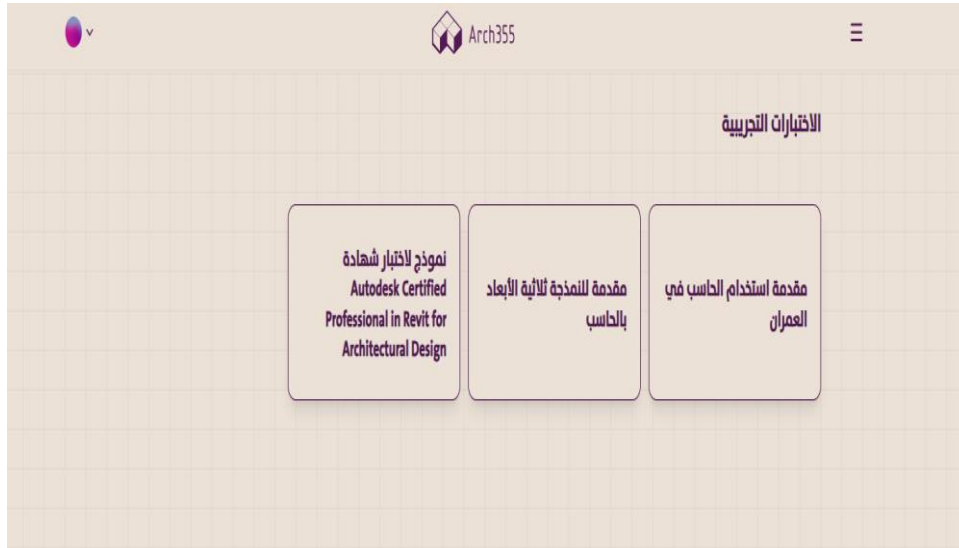 Arch355
الاختبارات التجريبية
مقدمة استخدام الحاسب في
العمران
مقدمة للنمذجة ثلاثية الأبعاد
بالحاسب
نموذج لاختبار شهادة
Autodesk Certified
Professional in Revit for
Architectural Design